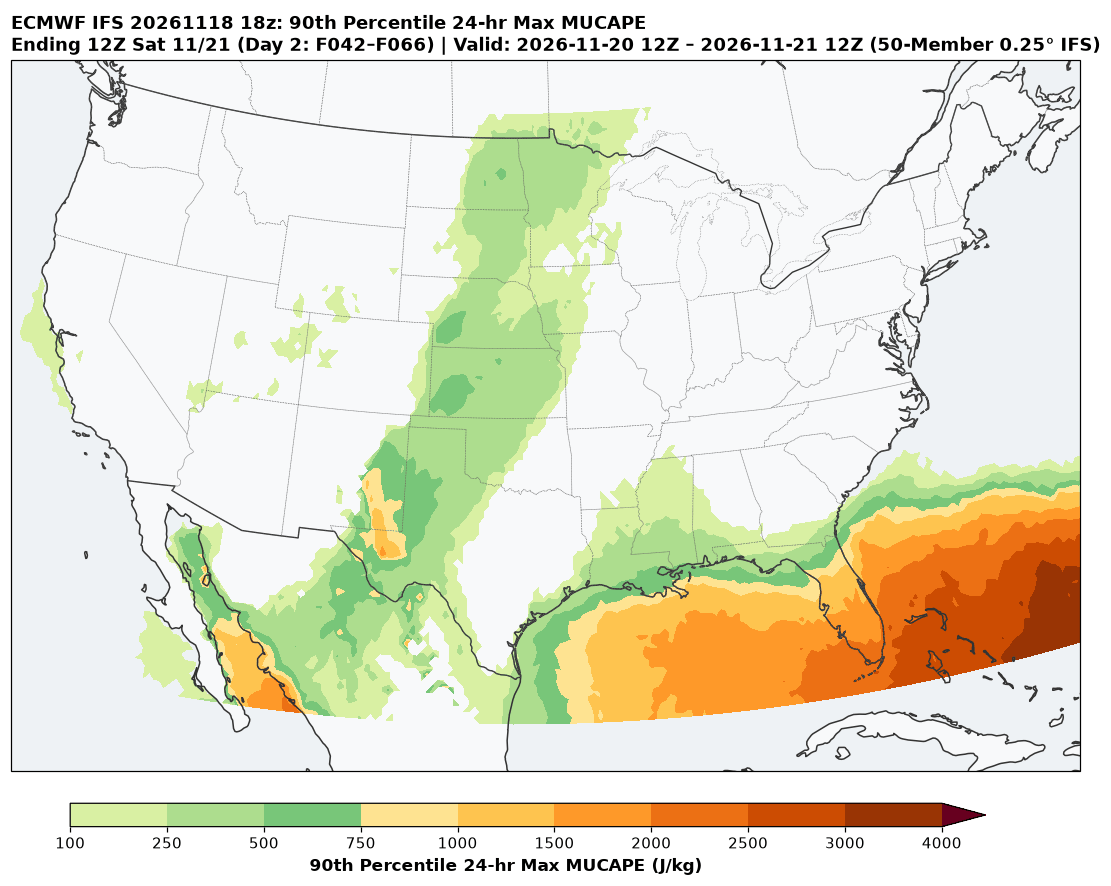 ECMWF IFS 20261118 18z: 90th Percentile 24-hr Max MUCAPE
Ending 12Z Sat 11/21 (Day 2: F042–F066) | Valid: 2026-11-20 12Z – 2026-11-21 12Z (50-Member 0.25° IFS)
100 250 500 750 1000 1500 2000 2500 3000 4000
90th Percentile 24-hr Max MUCAPE (J/kg)